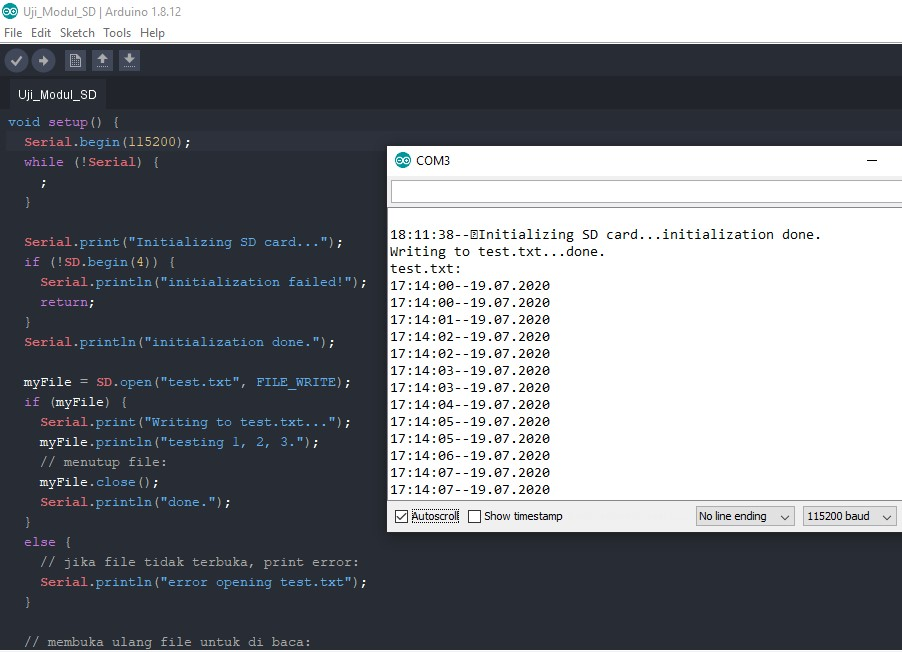 Uji_Modul_SD | Arduino 1.8.12
File Edit Sketch Tools Help
Uji_Modul_SD
void setup() {
Serial.begin(115200);
while (!Serial) {
;
}
Serial.print("Initializing SD card...");
if (!SD.begin(4)) {
Serial.println("initialization failed!");
return;
}
Serial.println("initialization done.");
myFile = SD.open("test.txt", FILE_WRITE);
if (myFile) {
Serial.print("Writing to test.txt...");
myFile.println("testing 1, 2, 3.");
// menutup file:
myFile.close();
Serial.println("done.");
}
else {
// jika file tidak terbuka, print error:
Serial.println("error opening test.txt");
}
// membuka ulang file untuk di baca:
COM3
18:11:38--Initializing SD card...initialization done.
Writing to test.txt...done.
test.txt:
17:14:00--19.07.2020
17:14:00--19.07.2020
17:14:01--19.07.2020
17:14:02--19.07.2020
17:14:02--19.07.2020
17:14:03--19.07.2020
17:14:03--19.07.2020
17:14:04--19.07.2020
17:14:05--19.07.2020
17:14:05--19.07.2020
17:14:06--19.07.2020
17:14:07--19.07.2020
17:14:07--19.07.2020
Autoscroll Show timestamp No line ending 115200 baud